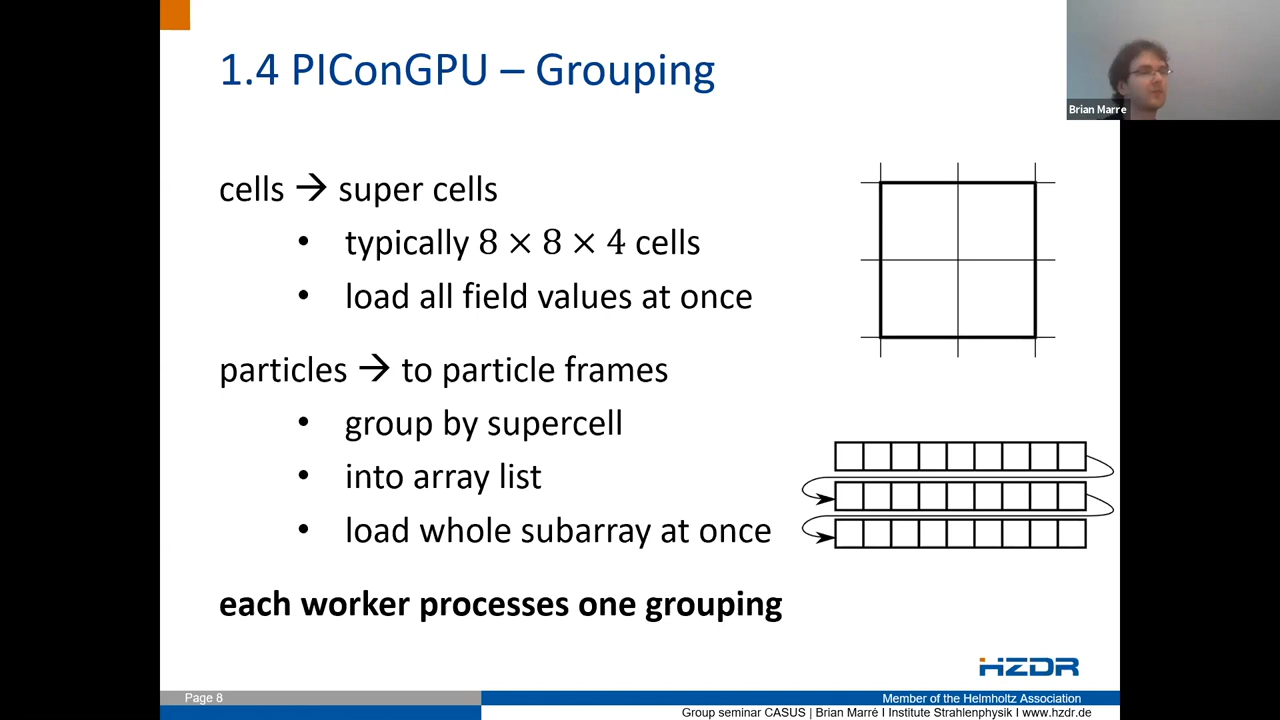 1.4 PIConGPU – Grouping
Brian Marre
cells → super cells
• typically 8 × 8 × 4 cells
• load all field values at once
particles → to particle frames
• group by supercell
• into array list
• load whole subarray at once
each worker processes one grouping
HZDR
Page 8
Member of the Helmholtz Association
Group seminar CASUS | Brian Marré I Institute Strahlenphysik I www.hzdr.de